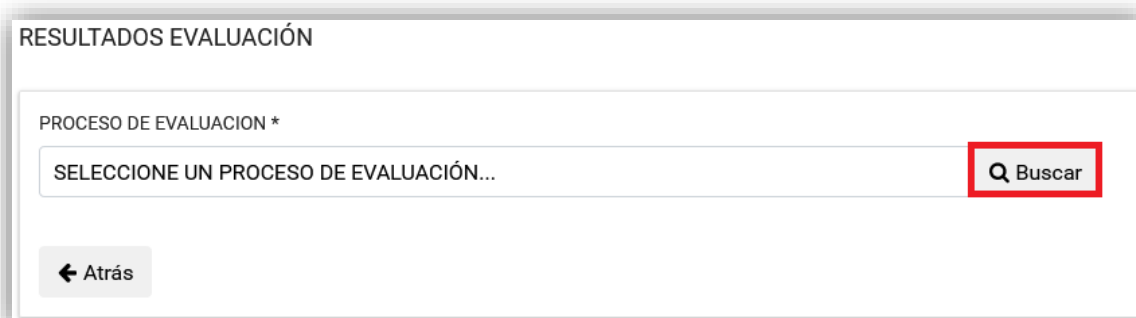 RESULTADOS EVALUACIÓN
PROCESO DE EVALUACION *
SELECCIONE UN PROCESO DE EVALUACIÓN...
Buscar
Atrás